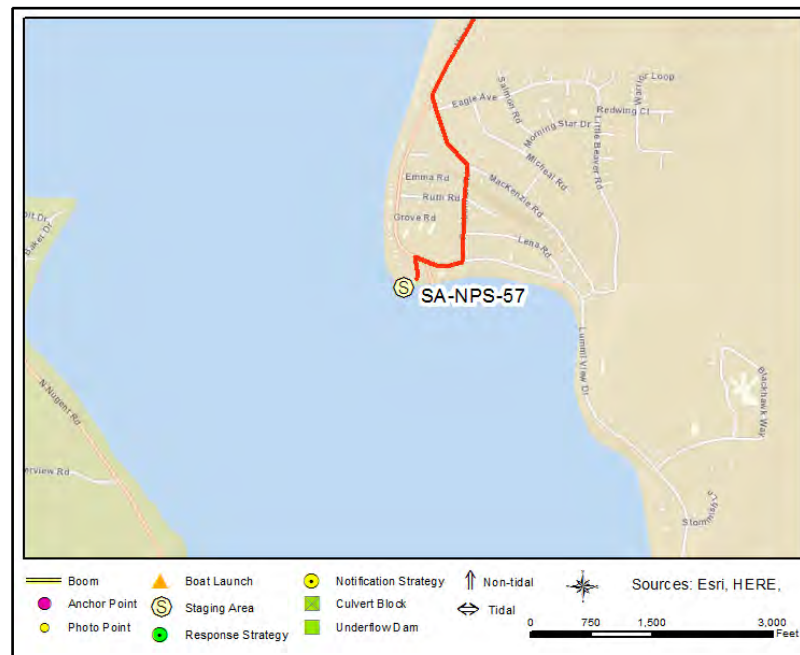 Eagle Ave
Salmon Rd
Warrior Loop
Redwing Ct
Morning Star Dr
Little Beaver Rd
Micheal Rd
Emma Rd
MacKenzie Rd
Ruth Rd
Grove Rd
Lena Rd
Baker Dr
S
SA-NPS-57
Lummi View Dr
N Nugent Rd
Blackhawk Way
erview Rd
Boom
Boat Launch
Notification Strategy
Non-tidal
Sources: Esri, HERE,
Anchor Point
S
Staging Area
Culvert Block
Tidal
Photo Point
Response Strategy
Underflow Dam
0 750 1,500 3,000
Feet